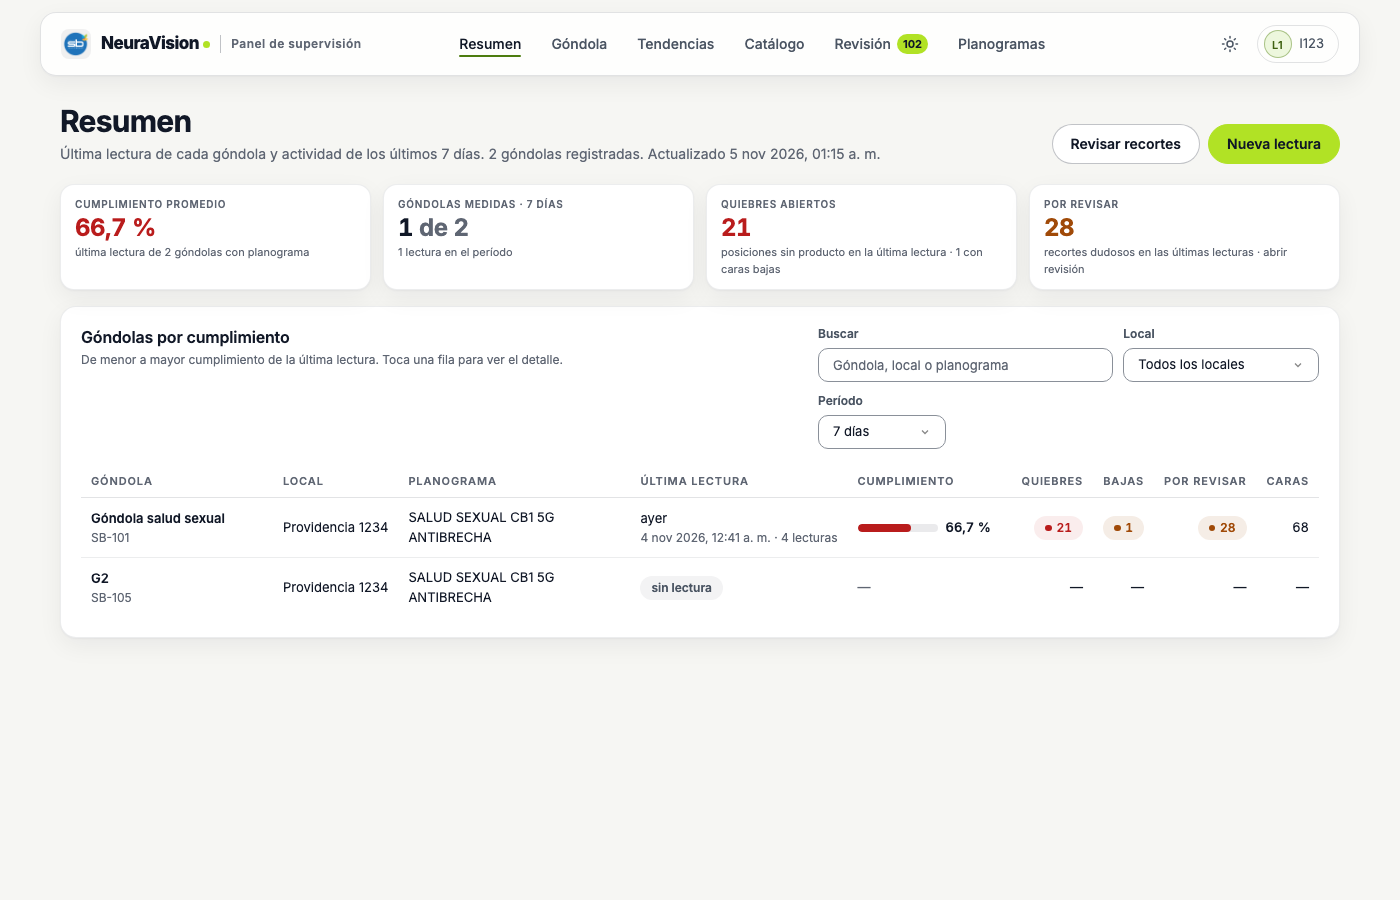 sb NeuraVision Panel de supervisión
Resumen Góndola Tendencias Catálogo Revisión 102 Planogramas
L1 l123
Resumen
Última lectura de cada góndola y actividad de los últimos 7 días. 2 góndolas registradas. Actualizado 5 nov 2026, 01:15 a. m.
Revisar recortes
Nueva lectura
CUMPLIMIENTO PROMEDIO
66,7 %
última lectura de 2 góndolas con planograma
GÓNDOLAS MEDIDAS · 7 DÍAS
1 de 2
1 lectura en el período
QUIEBRES ABIERTOS
21
posiciones sin producto en la última lectura · 1 con
caras bajas
POR REVISAR
28
recortes dudosos en las últimas lecturas · abrir
revisión
Góndolas por cumplimiento
De menor a mayor cumplimiento de la última lectura. Toca una fila para ver el detalle.
Buscar
Góndola, local o planograma
Local
Todos los locales
Período
7 días
GÓNDOLA LOCAL PLANOGRAMA ÚLTIMA LECTURA CUMPLIMIENTO QUIEBRES BAJAS POR REVISAR CARAS
Góndola salud sexual
SB-101
Providencia 1234
SALUD SEXUAL CB1 5G
ANTIBRECHA
ayer
4 nov 2026, 12:41 a. m. · 4 lecturas
66,7 %
21
1
28
68
G2
SB-105
Providencia 1234
SALUD SEXUAL CB1 5G
ANTIBRECHA
sin lectura
— — — — —